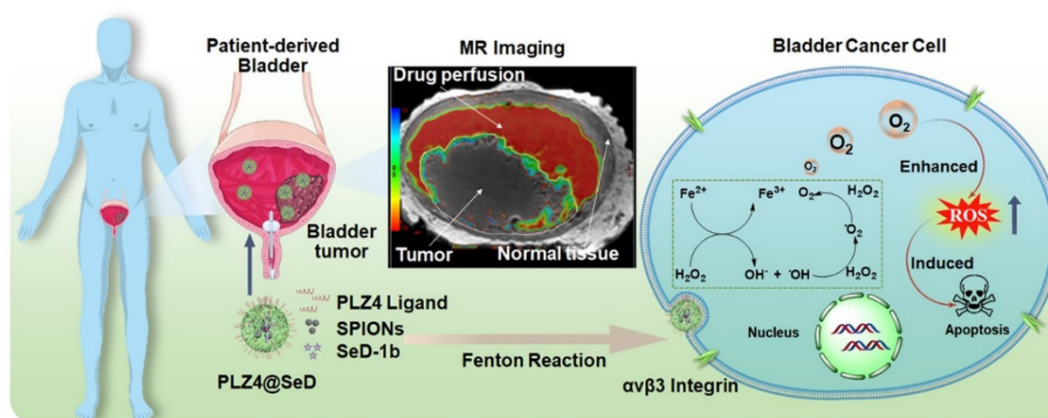 Patient-derived
Bladder
Bladder
tumor
PLZ4 Ligand
SPIONs
SeD-1b
PLZ4@SeD
MR Imaging
Drug perfusion
Tumor
Normal tissue
Fenton Reaction
Bladder Cancer Cell
O₂
O₂
O₂
Enhanced
ROS
Induced
Apoptosis
Fe²⁺
Fe³⁺
O₂
H₂O₂
·O₂
H₂O₂
OH⁻ + ·OH
H₂O₂
Nucleus
αvβ3 Integrin